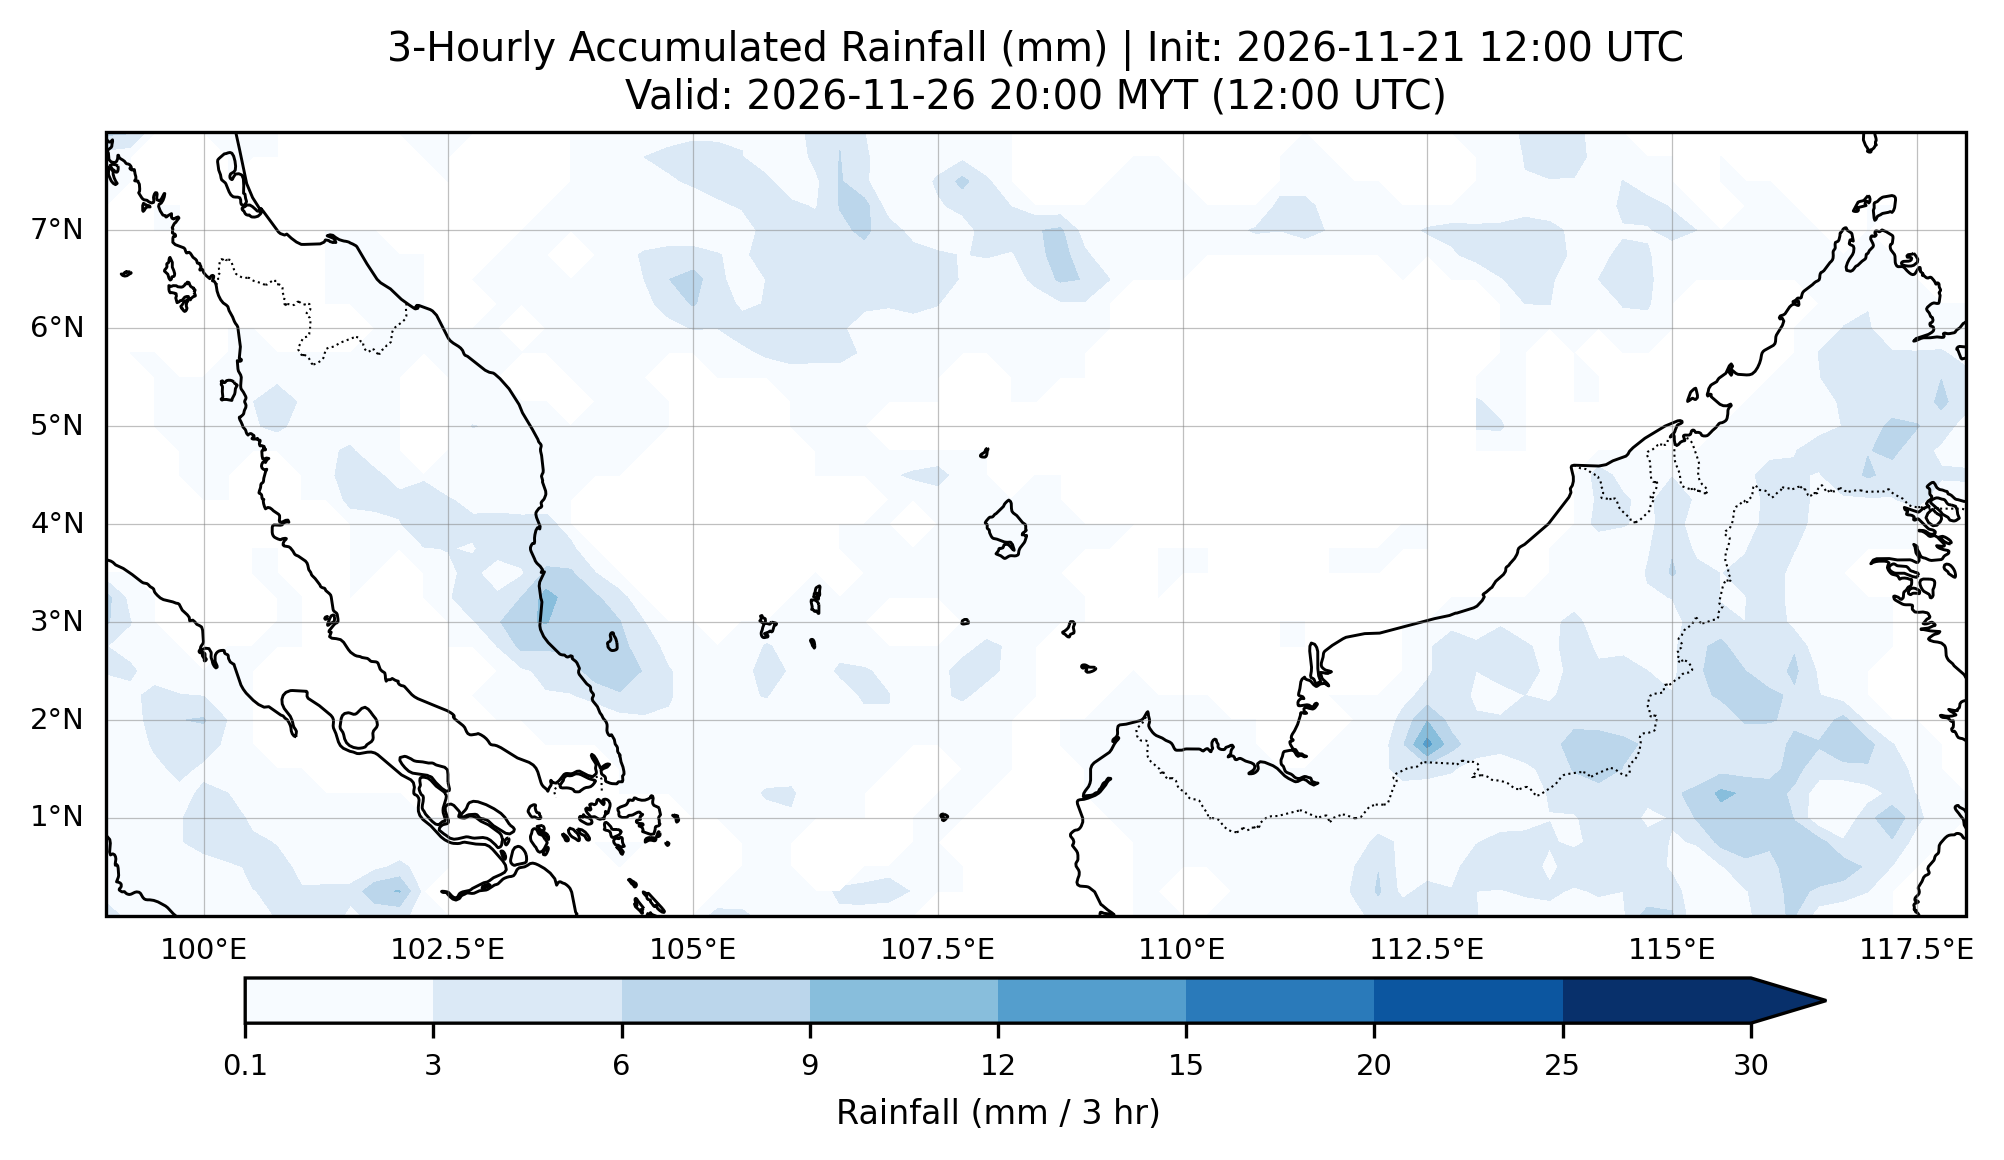 3-Hourly Accumulated Rainfall (mm) | Init: 2026-11-21 12:00 UTC
Valid: 2026-11-26 20:00 MYT (12:00 UTC)
7°N
6°N
5°N
4°N
3°N
2°N
1°N
100°E 102.5°E 105°E 107.5°E 110°E 112.5°E 115°E 117.5°E
0.1 3 6 9 12 15 20 25 30
Rainfall (mm / 3 hr)